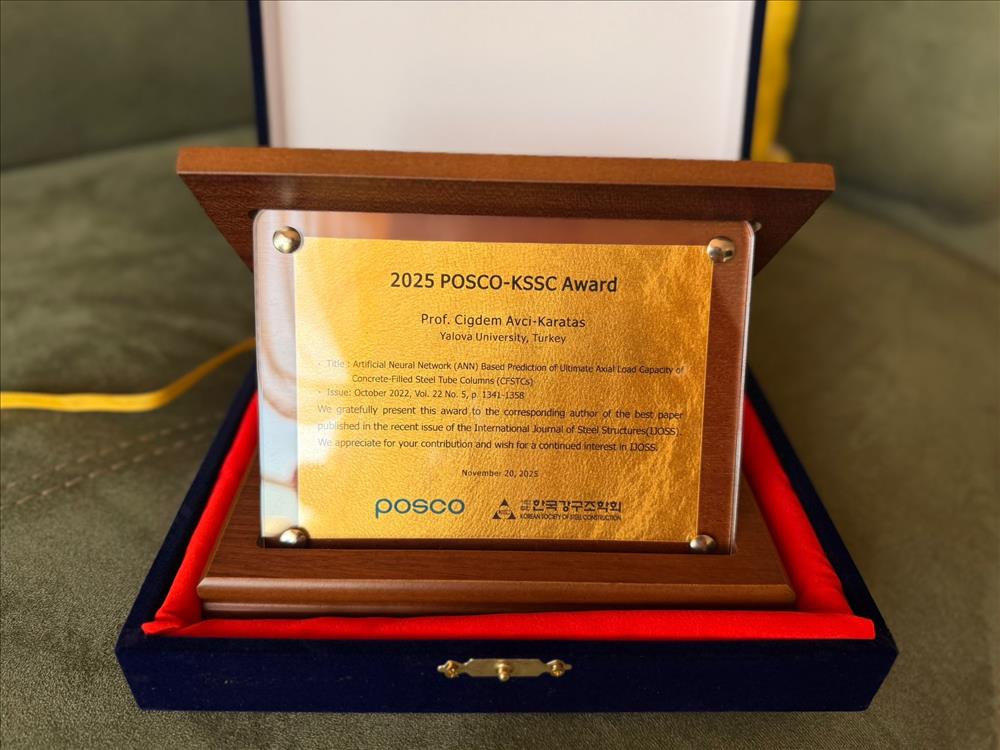 2025 POSCO-KSSC Award
Prof. Cigdem Avci-Karatas
Yalova University, Turkey
- Title : Artificial Neural Network (ANN) Based Prediction of Ultimate Axial Load Capacity of
Concrete-Filled Steel Tube Columns (CFSTCs)
- Issue: October 2022, Vol. 22 No. 5, p. 1341-1358
We gratefully present this award to the corresponding author of the best paper
published in the recent issue of the International Journal of Steel Structures(IJOSS).
We appreciate for your contribution and wish for a continued interest in IJOSS.
November 20, 2025
posco
한국강구조학회
KOREAN SOCIETY OF STEEL CONSTRUCTION